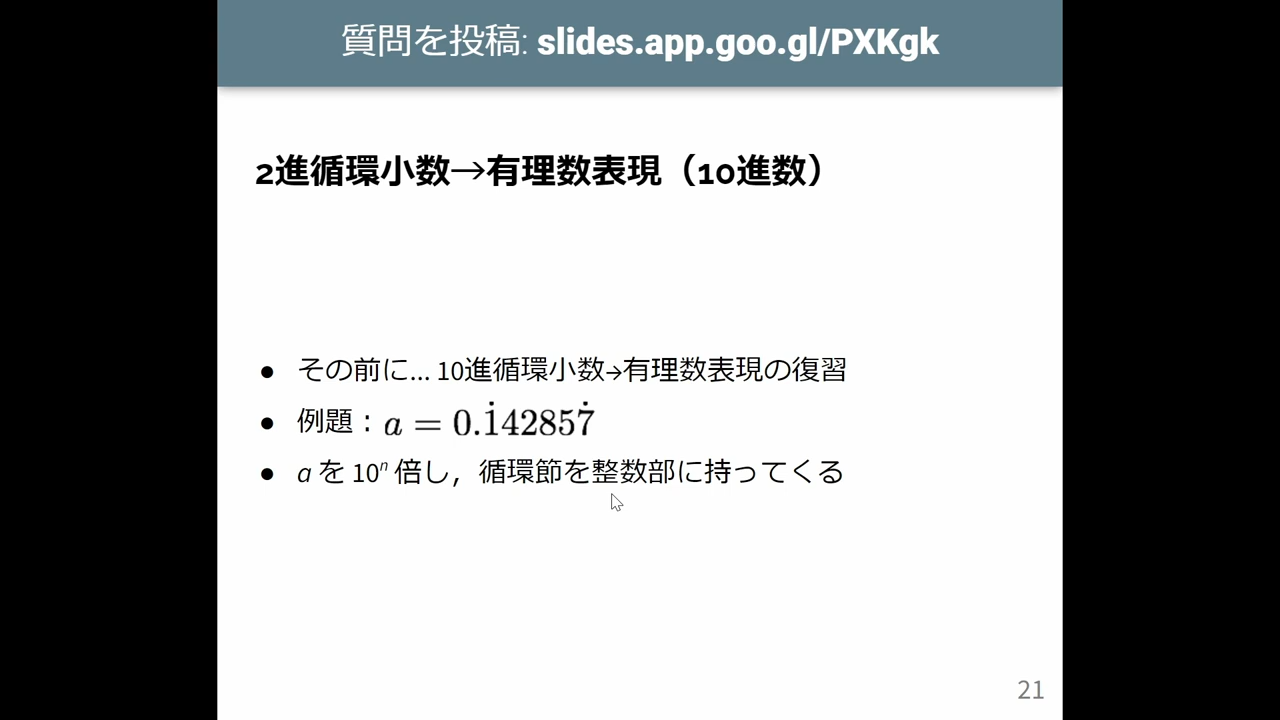 質問を投稿: slides.app.goo.gl/PXKgk
2進循環小数→有理数表現（10進数）
● その前に... 10進循環小数→有理数表現の復習
● 例題：a = 0.1̇42857̇
● a を 10ⁿ 倍し，循環節を整数部に持ってくる
21